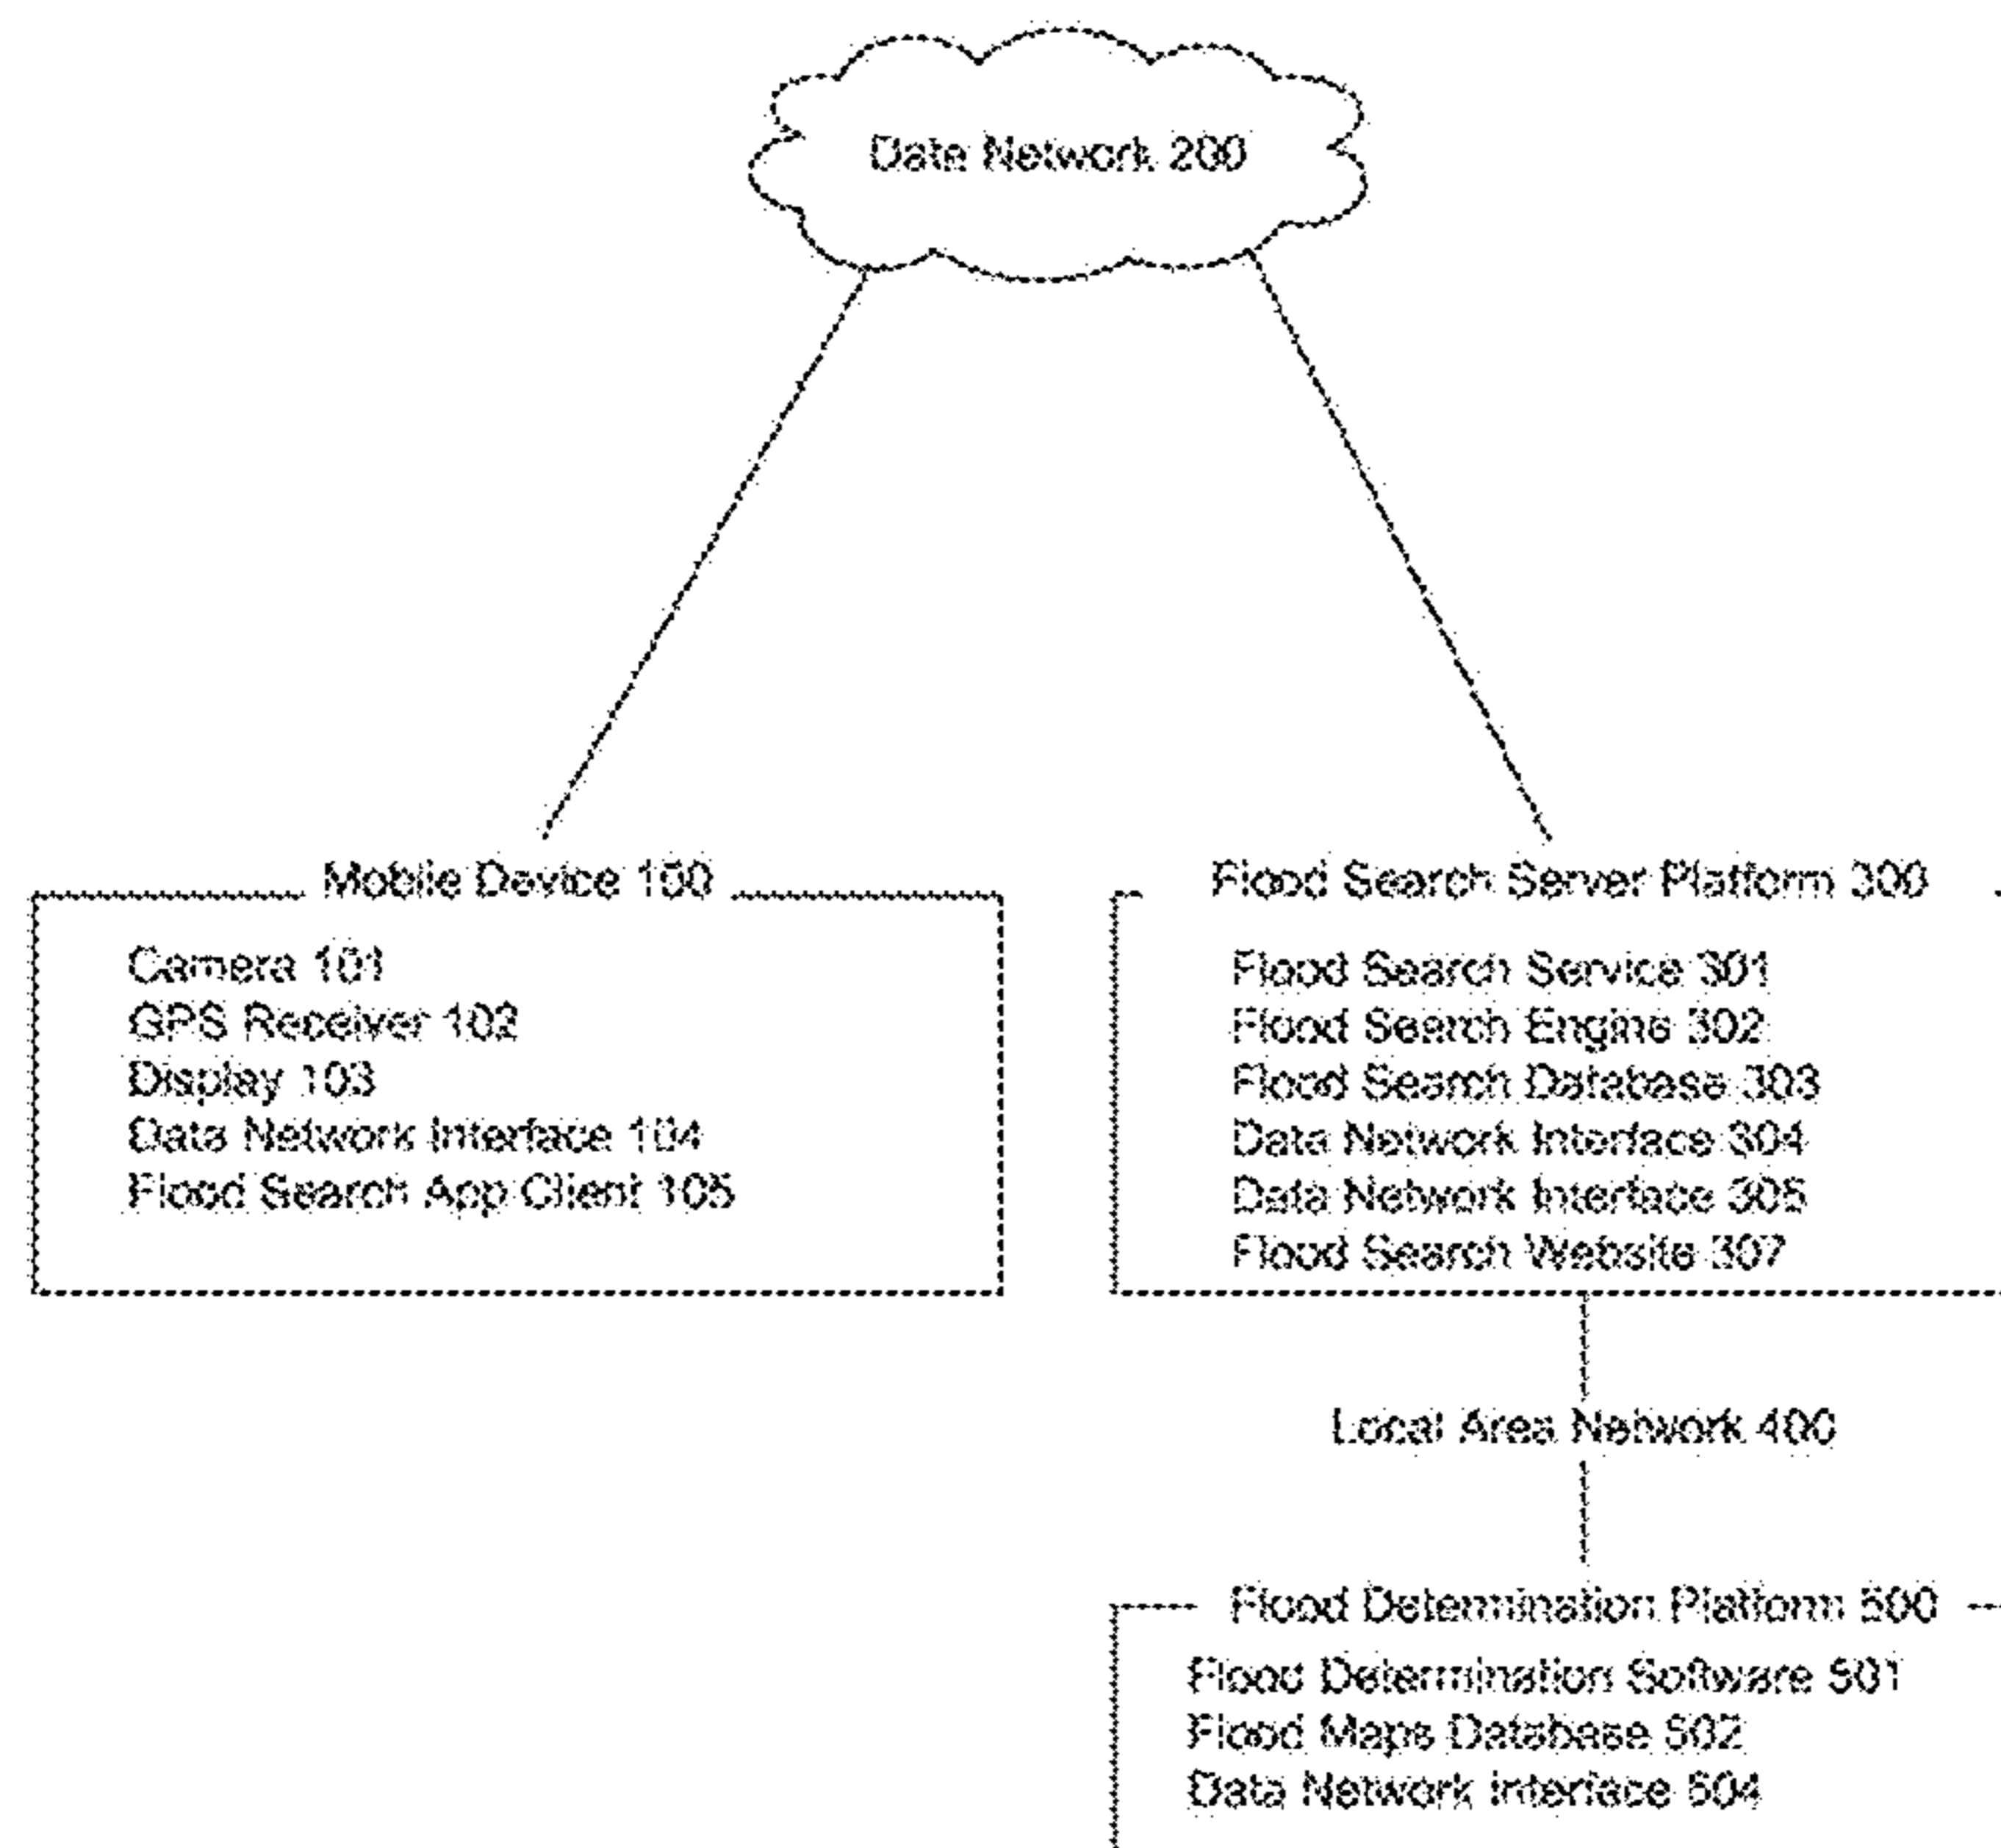 Date Network 200
Mobile Device 100
Camera 101
GPS Receiver 102
Display 103
Data Network Interface 104
Flood Search App Client 105
Flood Search Server Platform 300
Flood Search Service 301
Flood Search Engine 302
Flood Search Database 303
Data Network Interface 304
Data Network Interface 305
Flood Search Website 307
Local Area Network 400
Flood Determination Platform 500
Flood Determination Software 501
Flood Maps Database 502
Data Network Interface 504